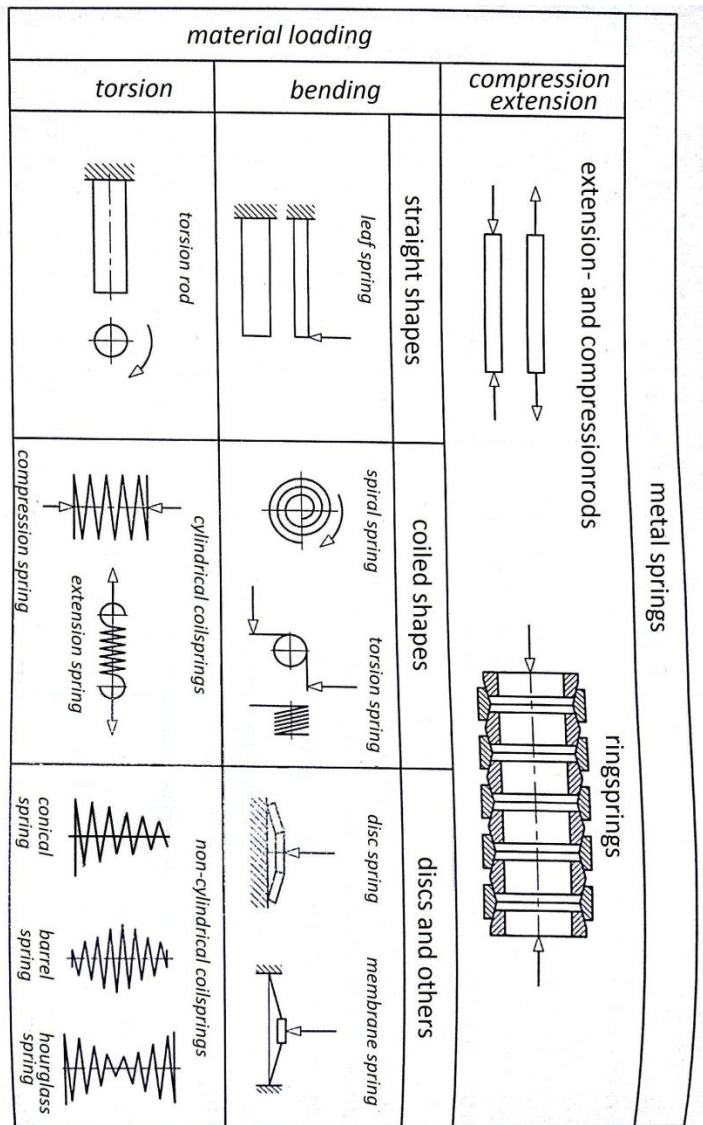 metal springs
material loading
compression
extension
extension- and compressionrods
ringsprings
bending
straight shapes
coiled shapes
discs and others
leaf spring
spiral spring
torsion spring
disc spring
membrane spring
torsion
torsion rod
cylindrical coilsprings
compression spring
extension spring
non-cylindrical coilsprings
conical
spring
barrel
spring
hourglass
spring